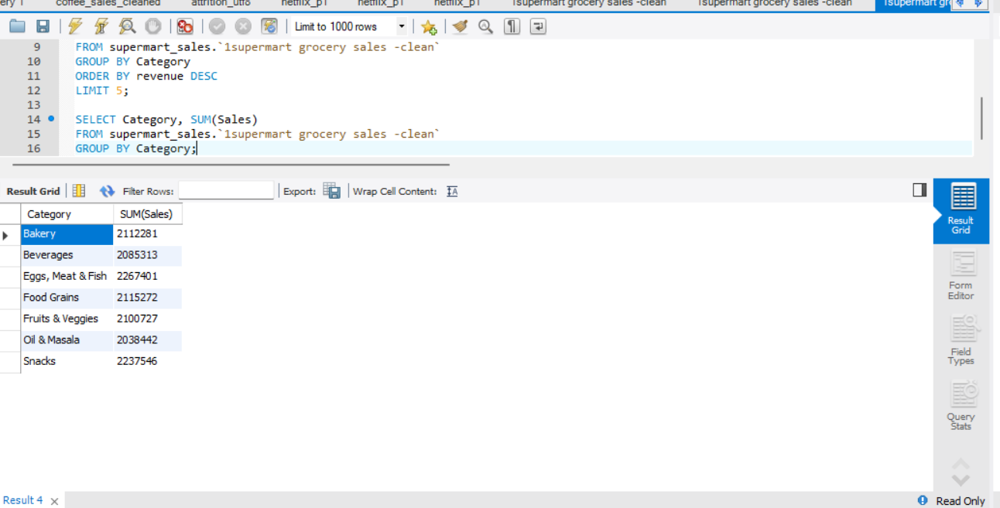 ery 1 coffee_sales_cleaned attrition_utf8 netflix_p1 netflix_p1 netflix_p1 1supermart grocery sales -clean 1supermart grocery sales -clean 1supermart gr
Limit to 1000 rows
9 FROM supermart_sales.`1supermart grocery sales -clean`
10 GROUP BY Category
11 ORDER BY revenue DESC
12 LIMIT 5;
13
14 SELECT Category, SUM(Sales)
15 FROM supermart_sales.`1supermart grocery sales -clean`
16 GROUP BY Category;
Result Grid Filter Rows: Export: Wrap Cell Content: IA
Category SUM(Sales)
Bakery 2112281
Beverages 2085313
Eggs, Meat & Fish 2267401
Food Grains 2115272
Fruits & Veggies 2100727
Oil & Masala 2038442
Snacks 2237546
Result
Grid
Form
Editor
Field
Types
Query
Stats
Result 4
Read Only